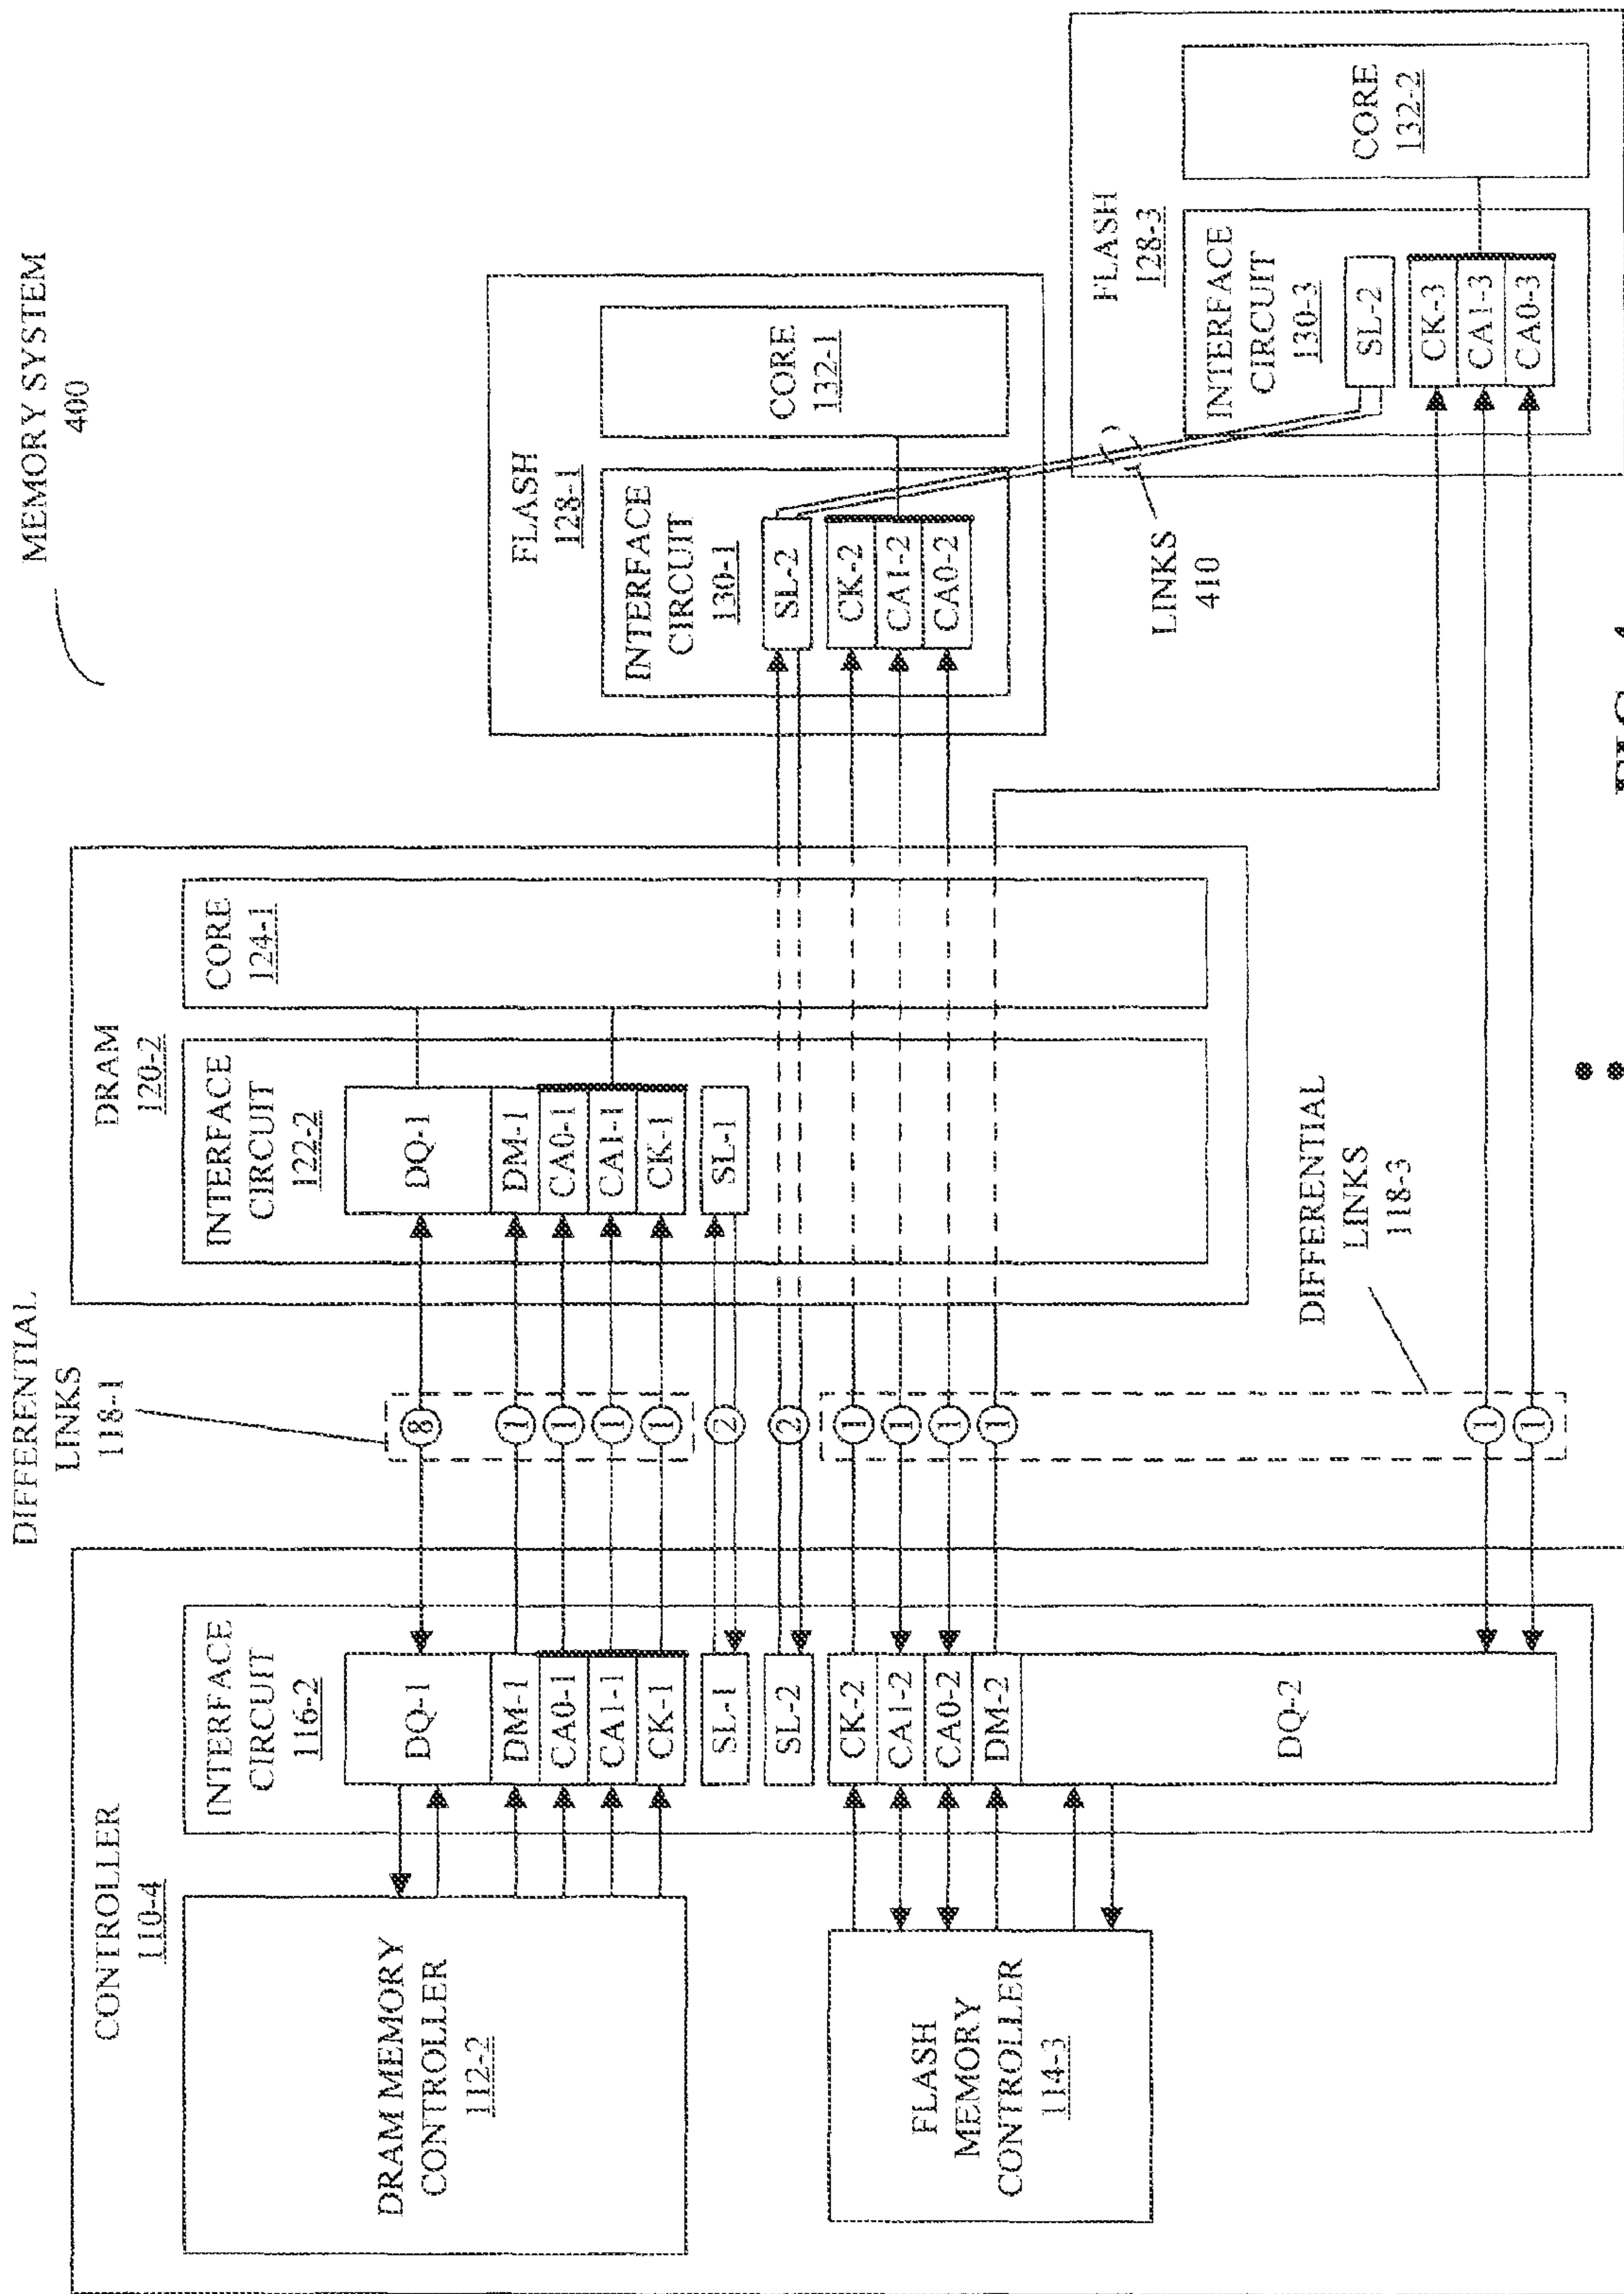 MEMORY SYSTEM
400
DIFFERENTIAL
LINKS
118-1
CONTROLLER
110-4
DRAM MEMORY
CONTROLLER
112-2
FLASH
MEMORY
CONTROLLER
114-3
INTERFACE
CIRCUIT
116-2
DQ-1
DM-1
CA0-1
CA1-1
CK-1
SL-1
SL-2
CK-2
CA1-2
CA0-2
DM-2
DQ-2
8
1
1
1
1
2
2
1
1
1
1
1
1
DIFFERENTIAL
LINKS
118-3
DRAM
120-2
INTERFACE
CIRCUIT
122-2
DQ-1
DM-1
CA0-1
CA1-1
CK-1
SL-1
CORE
124-1
FLASH
128-1
INTERFACE
CIRCUIT
130-1
SL-2
CK-2
CA1-2
CA0-2
CORE
132-1
LINKS
410
FLASH
128-3
INTERFACE
CIRCUIT
130-3
SL-2
CK-3
CA1-3
CA0-3
CORE
132-2